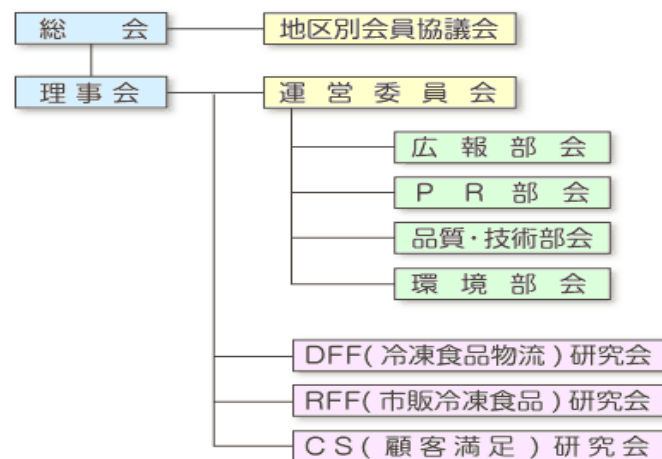 総会
地区別会員協議会
理事会
運営委員会
広報部会
PR部会
品質・技術部会
環境部会
DFF(冷凍食品物流)研究会
RFF(市販冷凍食品)研究会
CS(顧客満足)研究会